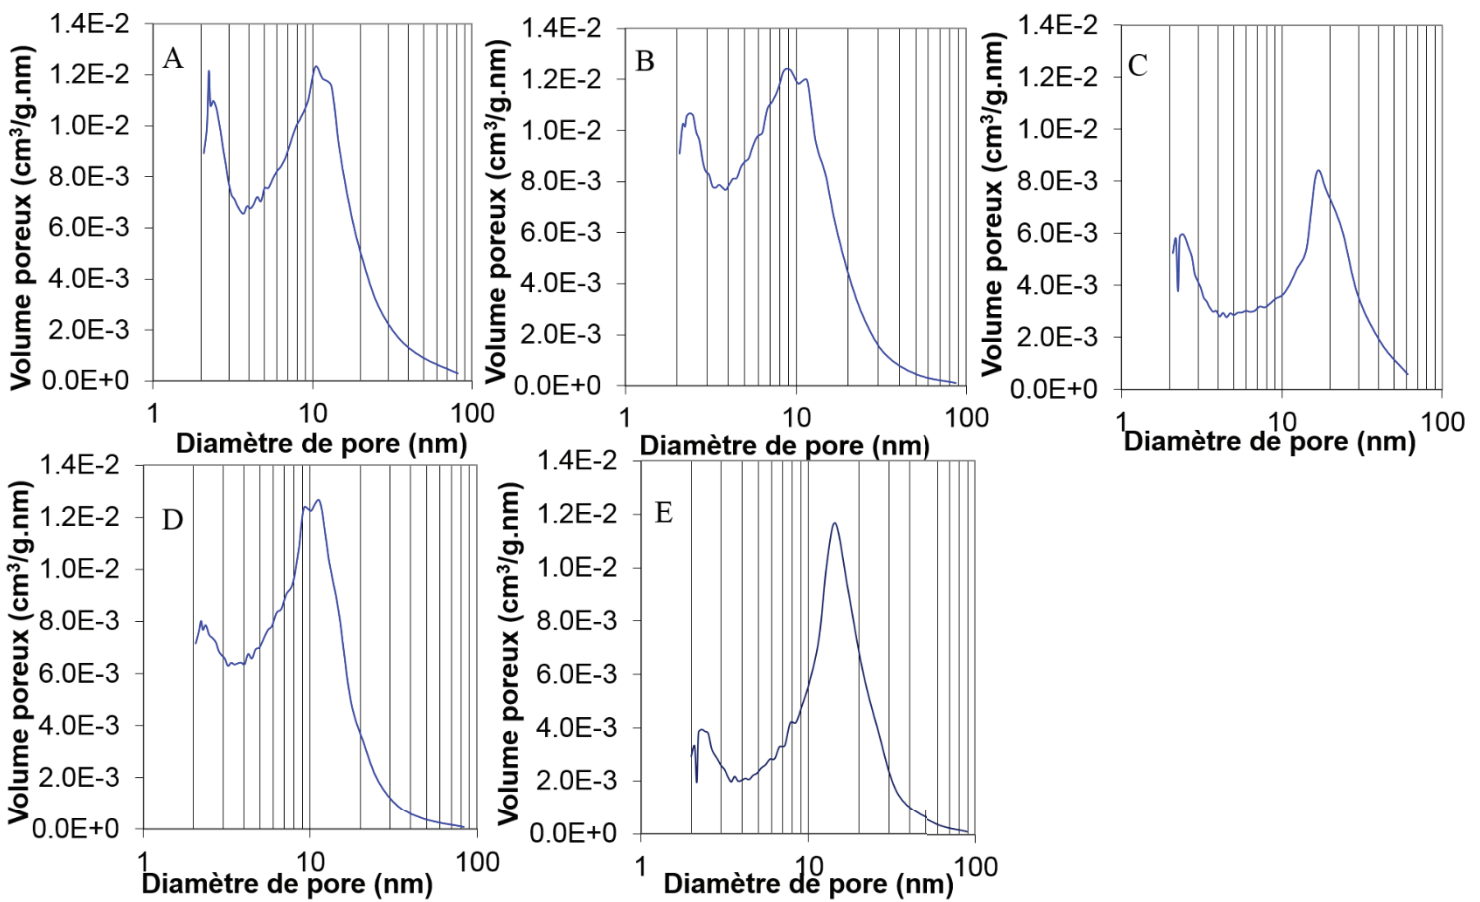 A
Volume poreux (cm³/g.nm)
1.4E-2
1.2E-2
1.0E-2
8.0E-3
6.0E-3
4.0E-3
2.0E-3
0.0E+0
1 10 100
Diamètre de pore (nm)
B
Volume poreux (cm³/g.nm)
1.4E-2
1.2E-2
1.0E-2
8.0E-3
6.0E-3
4.0E-3
2.0E-3
0.0E+0
1 10 100
Diamètre de pore (nm)
C
Volume poreux (cm³/g.nm)
1.4E-2
1.2E-2
1.0E-2
8.0E-3
6.0E-3
4.0E-3
2.0E-3
0.0E+0
1 10 100
Diamètre de pore (nm)
D
Volume poreux (cm³/g.nm)
1.4E-2
1.2E-2
1.0E-2
8.0E-3
6.0E-3
4.0E-3
2.0E-3
0.0E+0
1 10 100
Diamètre de pore (nm)
E
Volume poreux (cm³/g.nm)
1.4E-2
1.2E-2
1.0E-2
8.0E-3
6.0E-3
4.0E-3
2.0E-3
0.0E+0
1 10 100
Diamètre de pore (nm)